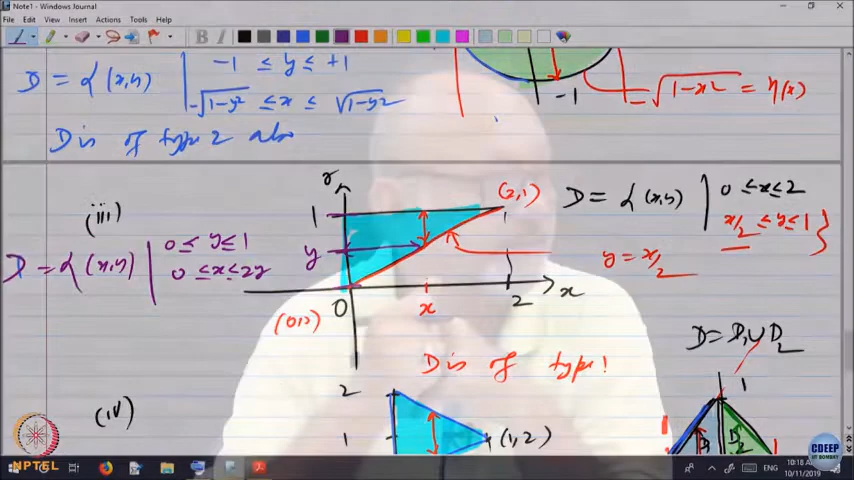 Note1 - Windows Journal
File Edit View Insert Actions Tools Help
B I
D = {(x,y) | -1 ≤ y ≤ +1
-√(1-y²) ≤ x ≤ √(1-y²)
-1
-√(1-x²) = η(x)
D is of type 2 also
(iii)
1
y
0
(0,0)
x
2
x
(2,1)
y = x/2
D = {(x,y) | 0 ≤ x ≤ 2
x/2 ≤ y ≤ 1}
D = {(x,y) | 0 ≤ y ≤ 1
0 ≤ x ≤ 2y
D is of type 1
D = D₁ ∪ D₂
(iv)
2
1
(1,2)
1
D₁
D₂
NPTEL
CDEEP
IIT BOMBAY
ENG
10:18 AM
10/11/2019